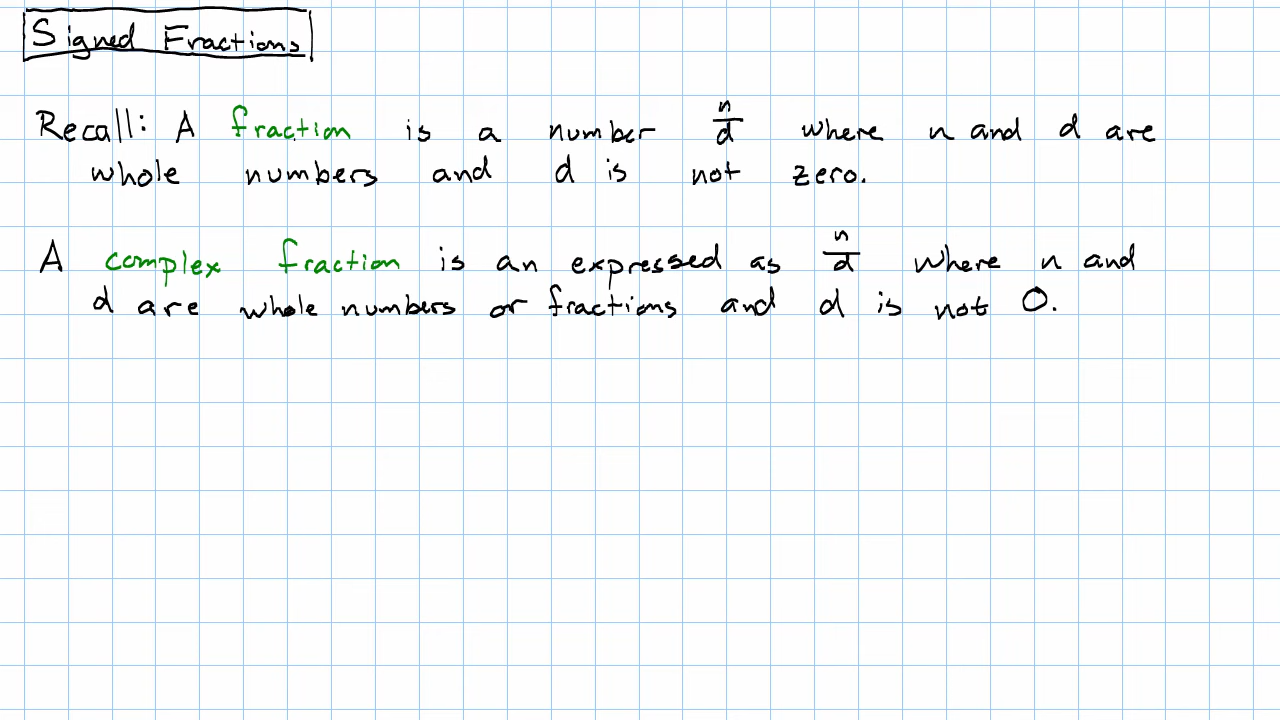 Signed Fractions
Recall: A fraction is a number n/d where n and d are
whole numbers and d is not zero.
A complex fraction is an expressed as n/d where n and
d are whole numbers or fractions and d is not 0.